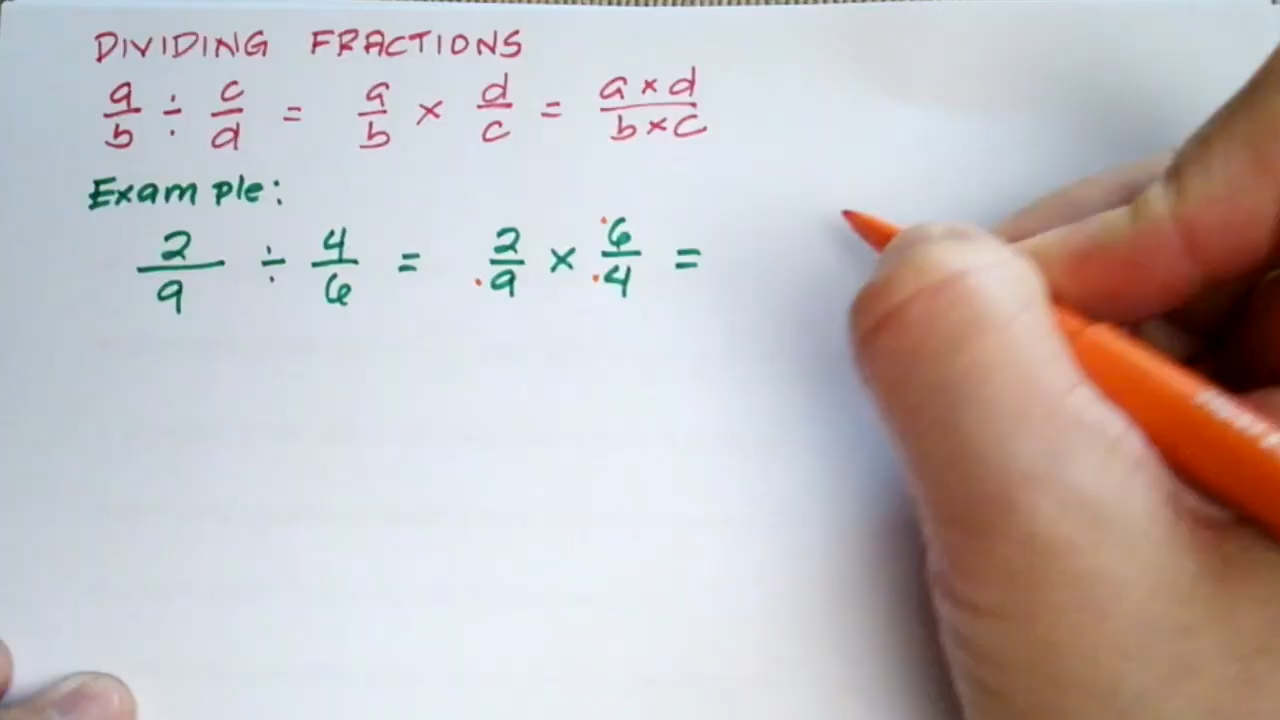 DIVIDING FRACTIONS
a/b ÷ c/d = a/b × d/c = a×d/b×c
Example:
2/9 ÷ 4/6 = 2/9 × 6/4 =